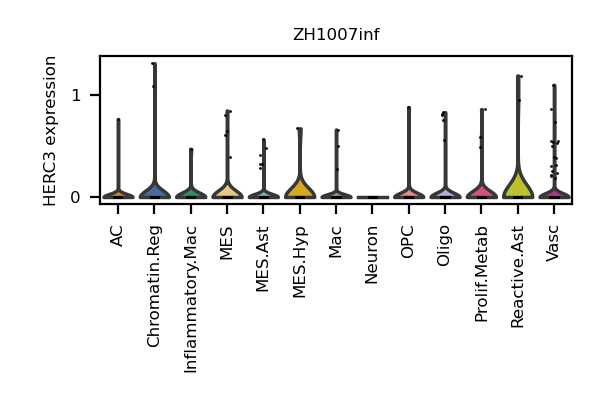 ZH1007inf
HERC3 expression
1
0
AC
Chromatin.Reg
Inflammatory.Mac
MES
MES.Ast
MES.Hyp
Mac
Neuron
OPC
Oligo
Prolif.Metab
Reactive.Ast
Vasc